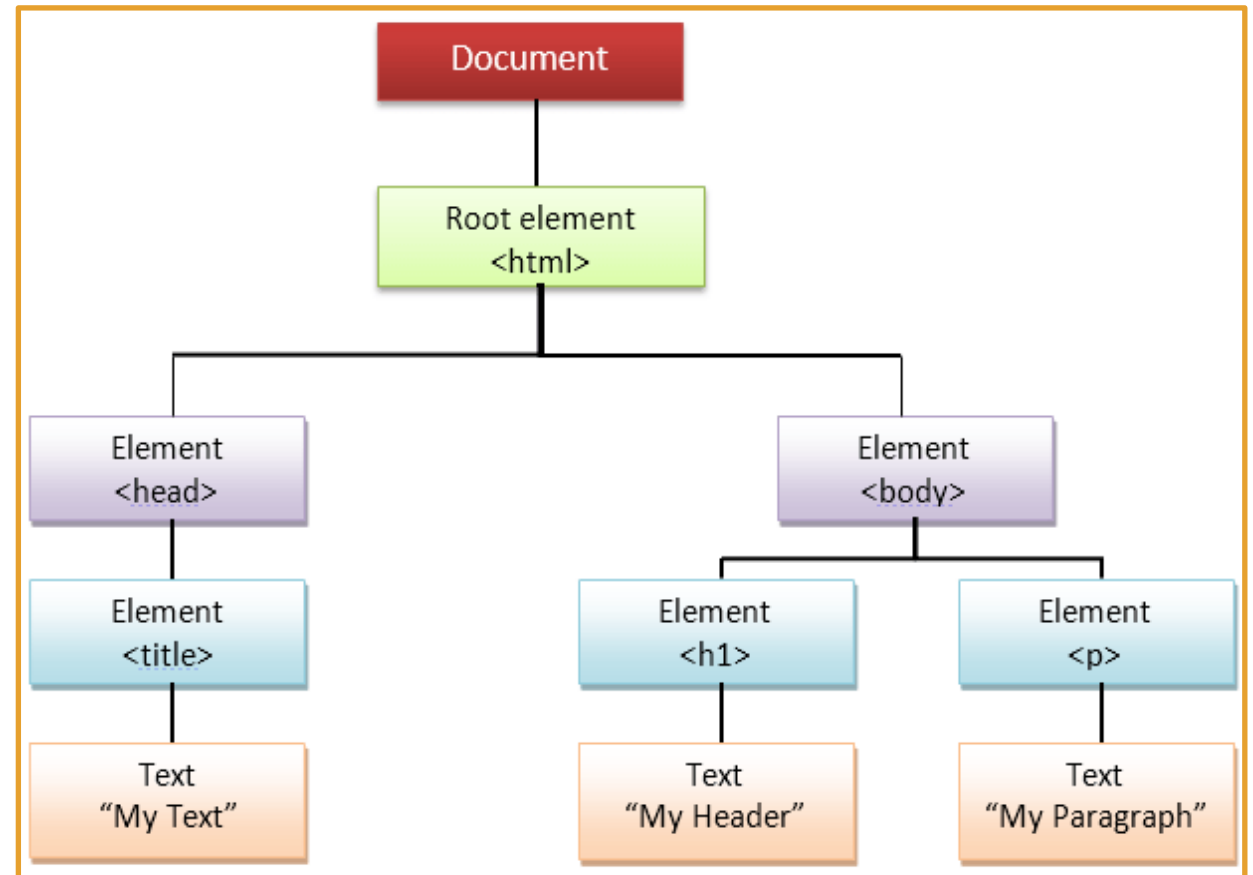 Document
Root element
<html>
Element
<head>
Element
<body>
Element
<title>
Element
<h1>
Element
<p>
Text
“My Text”
Text
“My Header”
Text
“My Paragraph”